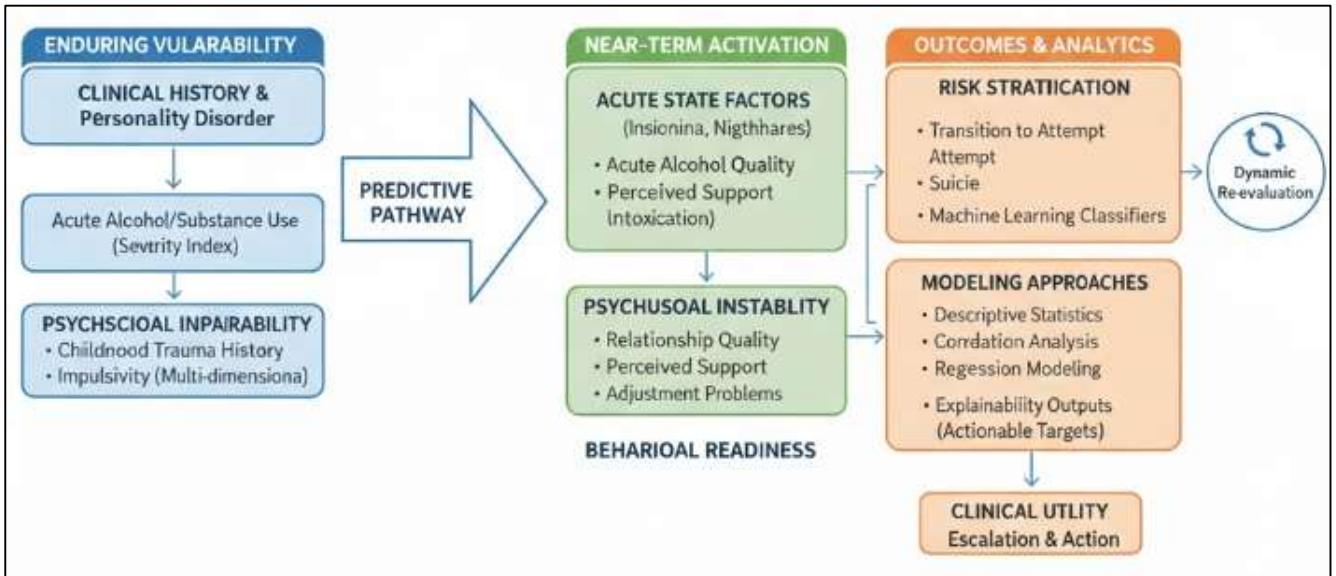 ENDURING VULARABILITY
CLINICAL HISTORY &
Personality Disorder
Acute Alcohol/Substance Use
(Sevtrity Index)
PSYCHSCIOAL INPAIRABILITY
• Chiildnood Trauma History
• Impulsivity (Multi-dimensiona)
PREDICTIVE
PATHWAY
NEAR-TERM ACTIVATION
ACUTE STATE FACTORS
(Insionina, Nigthhares)
• Acute Alcohol Quality
• Perceived Support
Intoxication)
PSYCHUSOAL INSTABLITY
• Relationship Quality
• Perceived Support
• Adjustment Problems
BEHARIOAL READINESS
OUTCOMES & ANALYTICS
RISK STRATIICATION
• Transition to Attempt
Attempt
• Suicie
• Machine Learning Classifiers
MODELING APPROACHES
• Descriptive Statistics
• Corrdation Analysis
• Regression Modeling
• Explainability Outputs
(Actionable Targets)
CLINICAL UTLITY
Escalation & Action
Dynamic
Re-evaluation